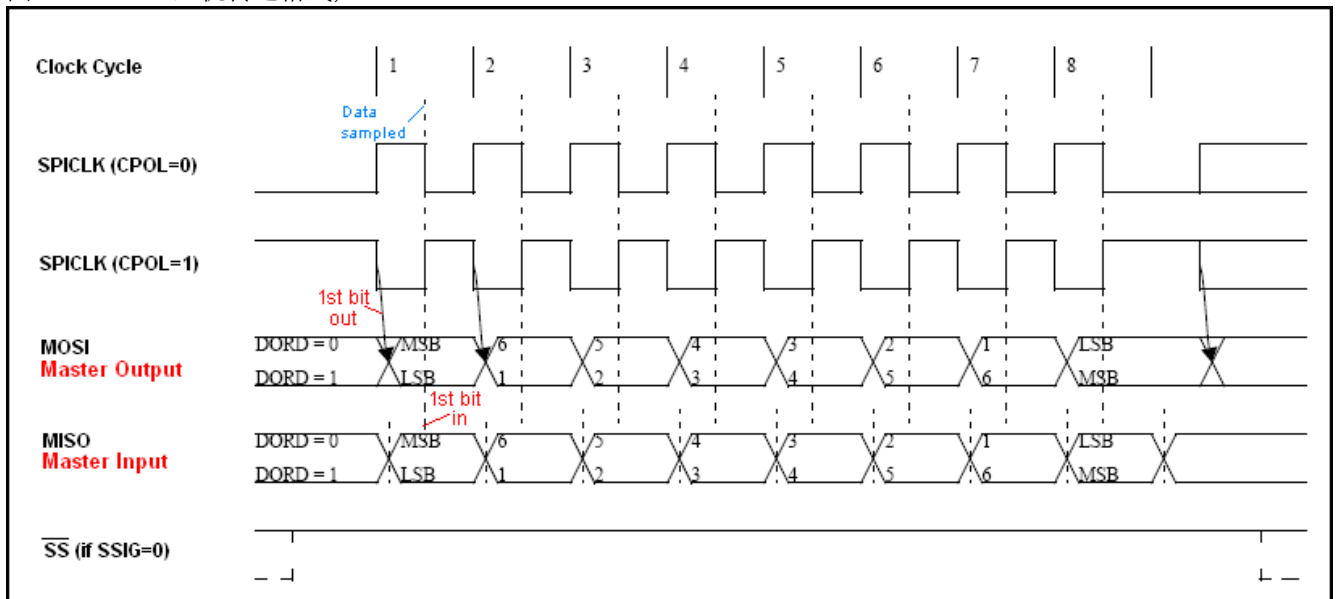 Clock Cycle 1 2 3 4 5 6 7 8
Data
sampled
SPICLK (CPOL=0)
SPICLK (CPOL=1)
1st bit
out
MOSI DORD = 0 MSB 6 5 4 3 2 1 LSB
Master Output DORD = 1 LSB 1 2 3 4 5 6 MSB
1st bit
in
MISO DORD = 0 MSB 6 5 4 3 2 1 LSB
Master Input DORD = 1 LSB 1 2 3 4 5 6 MSB
SS (if SSIG=0)